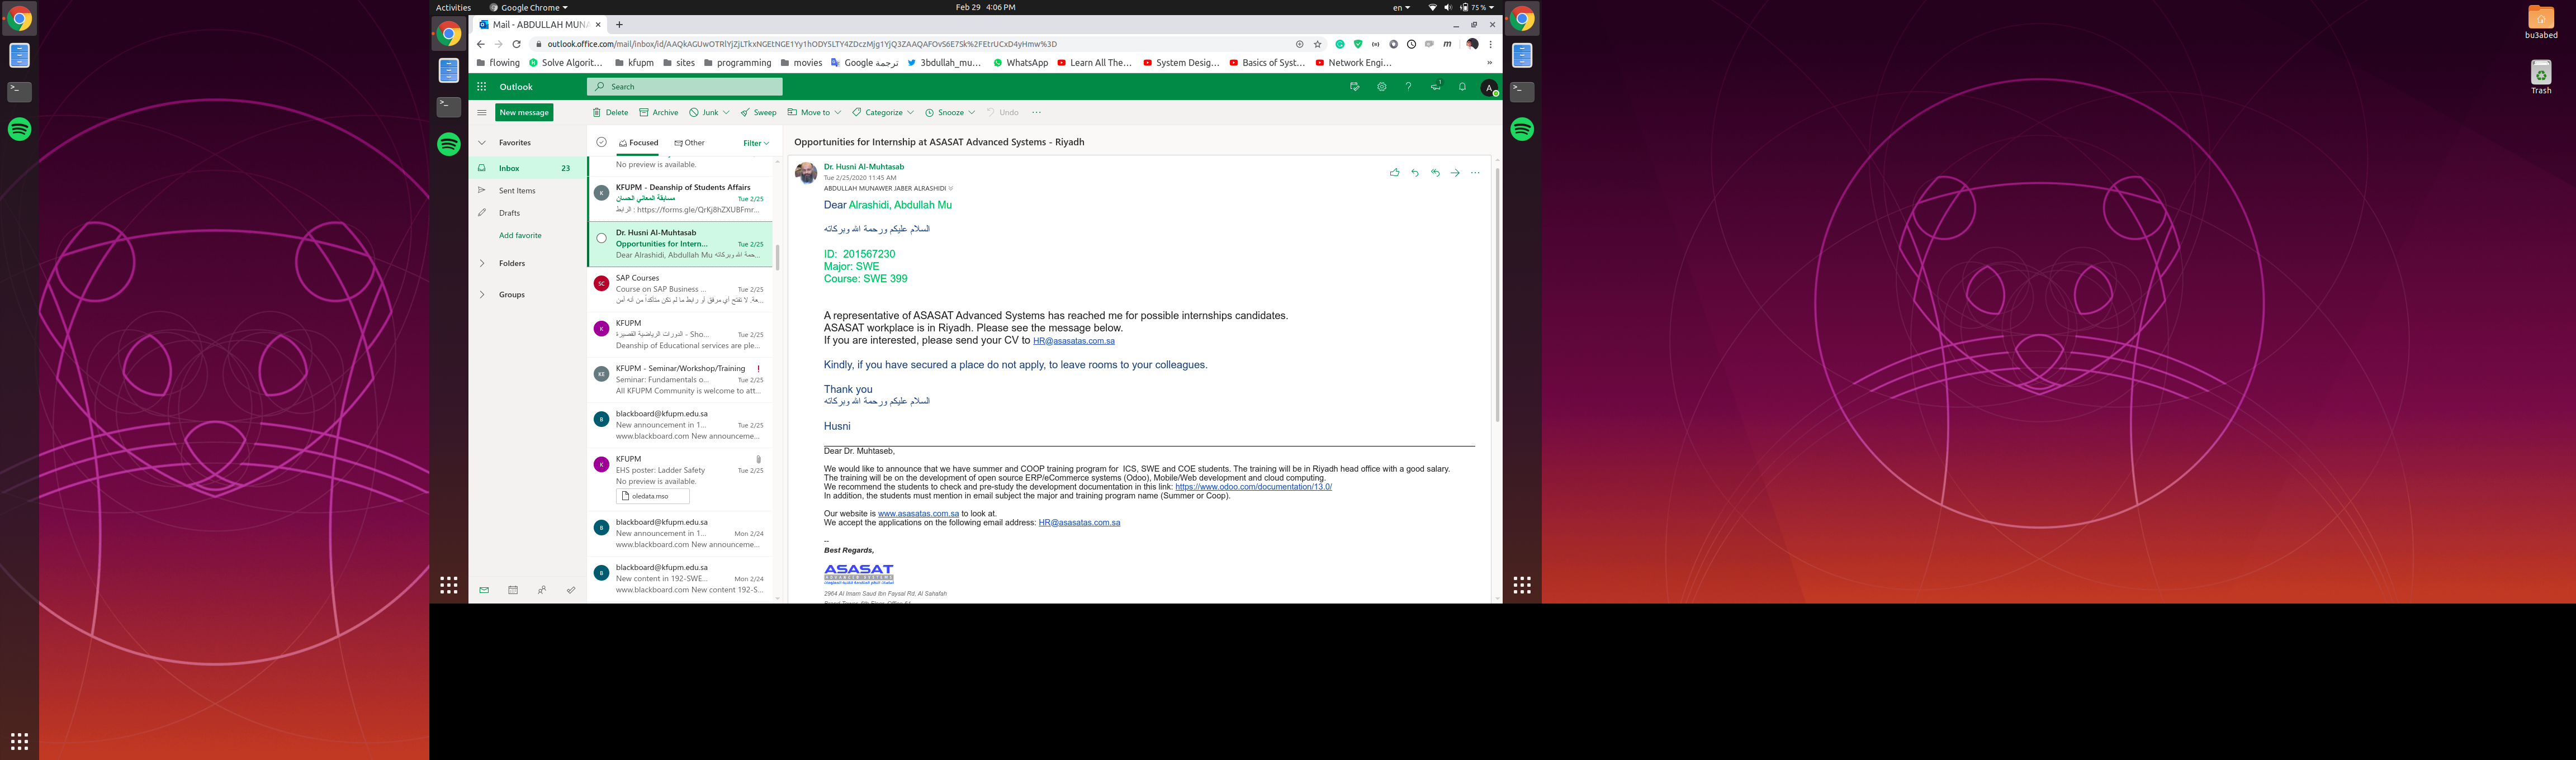 Activities
Google Chrome
Feb 29 4:06 PM
en
75 %
Mail - ABDULLAH MUNA
outlook.office.com/mail/inbox/id/
flowing
Solve Algorit...
kfupm
sites
programming
movies
Google ترجمة
3bdullah_mu...
WhatsApp
Learn All The...
System Desig...
Basics of Syst...
Network Engi...
»
Outlook
Search
A
New message
Delete
Archive
Junk
Sweep
Move to
Categorize
Snooze
Undo
Favorites
Inbox 23
Sent Items
Drafts
Add favorite
Folders
Groups
Focused
Other
Filter
No preview is available.
KFUPM - Deanship of Students Affairs
مسابقة المعاني الحسان Tue 2/25
الرابط : https://forms.gle/QrKj8hZXUBFmr...
Dr. Husni Al-Muhtasab
Opportunities for Intern... Tue 2/25
Dear Alrashidi, Abdullah Mu
SC
SAP Courses
Course on SAP Business ... Tue 2/25
...عة. لا تفتح أي مرفق أو رابط ما لم تكن متأكداً من أنه آمن
K
KFUPM
الدورات الرياضية القصيرة - Sho... Tue 2/25
Deanship of Educational services are ple...
KE
KFUPM - Seminar/Workshop/Training !
Seminar: Fundamentals o... Tue 2/25
All KFUPM Community is welcome to att...
B
blackboard@kfupm.edu.sa
New announcement in 1... Tue 2/25
www.blackboard.com New announceme...
K
KFUPM
EHS poster: Ladder Safety Tue 2/25
No preview is available.
oledata.mso
B
blackboard@kfupm.edu.sa
New announcement in 1... Mon 2/24
www.blackboard.com New announceme...
B
blackboard@kfupm.edu.sa
New content in 192-SWE... Mon 2/24
www.blackboard.com New content 192-S...
Opportunities for Internship at ASASAT Advanced Systems - Riyadh
Dr. Husni Al-Muhtasab
Tue 2/25/2020 11:45 AM
ABDULLAH MUNAWER JABER ALRASHIDI
Dear Alrashidi, Abdullah Mu
السلام عليكم ورحمة الله وبركاته
ID: 201567230
Major: SWE
Course: SWE 399
A representative of ASASAT Advanced Systems has reached me for possible internships candidates.
ASASAT workplace is in Riyadh. Please see the message below.
If you are interested, please send your CV to HR@asasatas.com.sa
Kindly, if you have secured a place do not apply, to leave rooms to your colleagues.
Thank you
السلام عليكم ورحمة الله وبركاته
Husni
Dear Dr. Muhtaseb,
We would like to announce that we have summer and COOP training program for ICS, SWE and COE students. The training will be in Riyadh head office with a good salary.
The training will be on the development of open source ERP/eCommerce systems (Odoo), Mobile/Web development and cloud computing.
We recommend the students to check and pre-study the development documentation in this link: https://www.odoo.com/documentation/13.0/
In addition, the students must mention in email subject the major and training program name (Summer or Coop).
Our website is www.asasatas.com.sa to look at.
We accept the applications on the following email address: HR@asasatas.com.sa
--
Best Regards,
ASASAT
ADVANCED SYSTEMS
2964 Al Imam Saud Ibn Faysal Rd, Al Sahafah
bu3abed
Trash